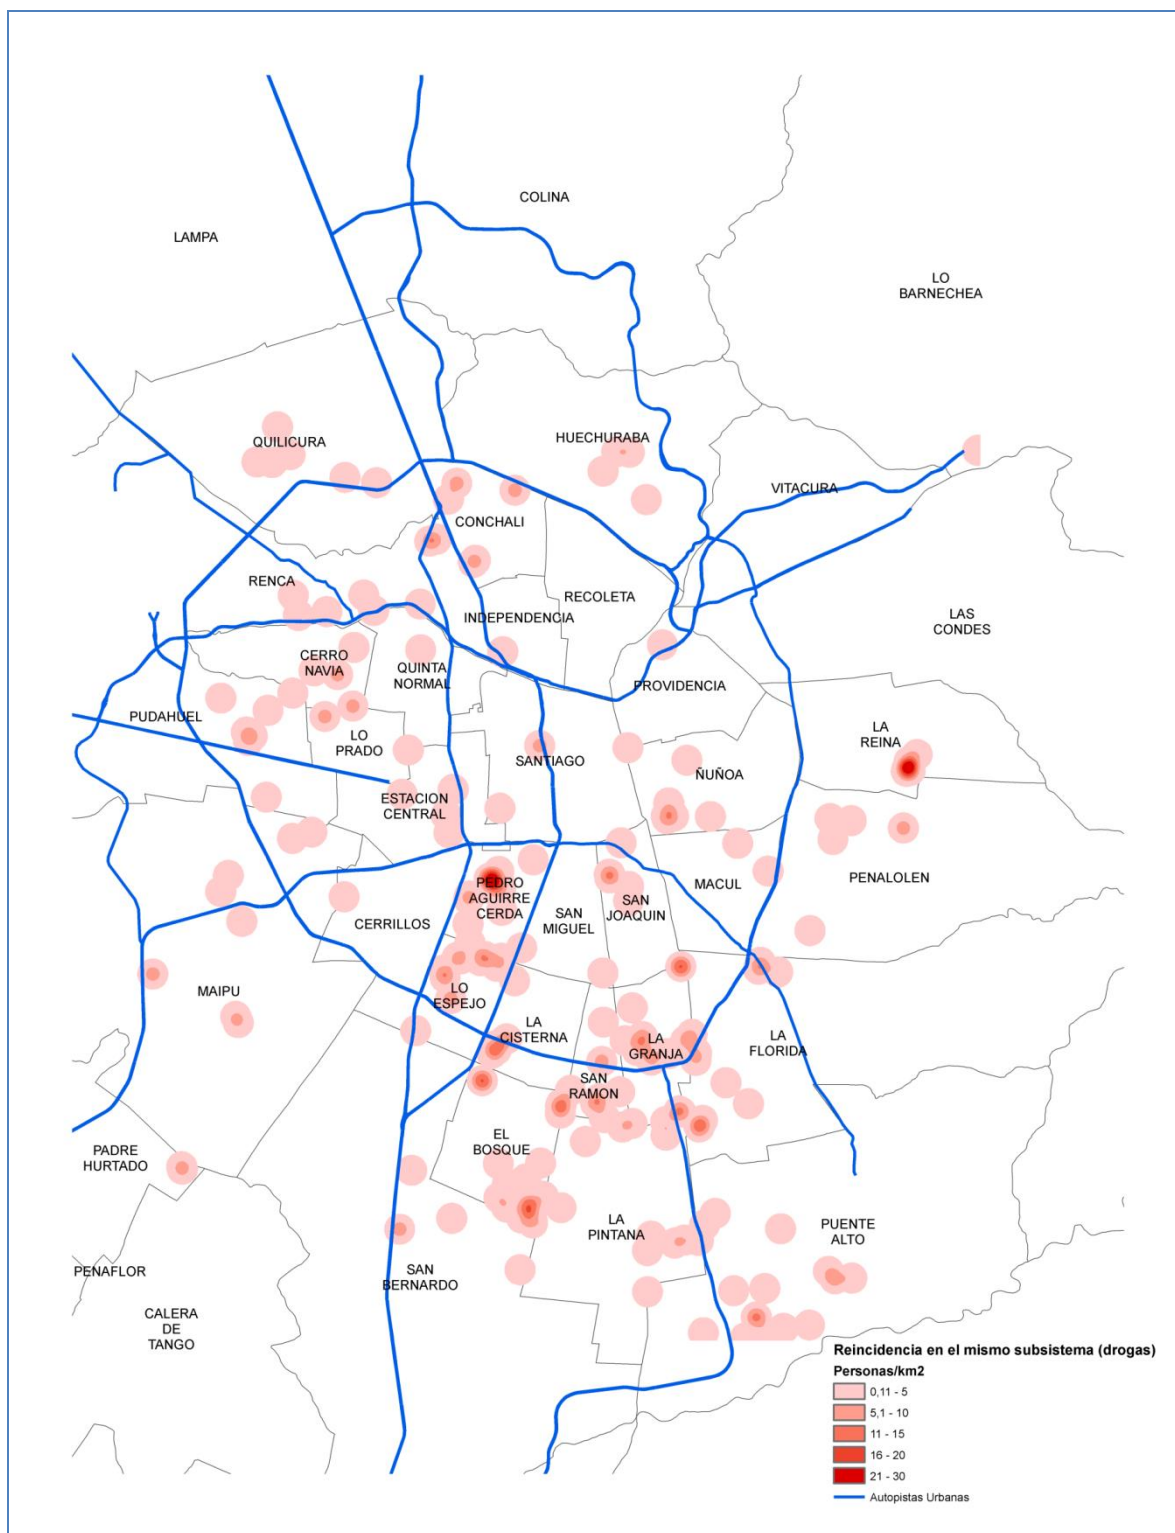 COLINA
LAMPA
LO
BARNECHEA
QUILICURA
HUECHURABA
VITACURA
CONCHALI
RENCA
RECOLETA
INDEPENDENCIA
LAS
CONDES
CERRO
NAVIA
QUINTA
NORMAL
PROVIDENCIA
PUDAHUEL
LO
PRADO
LA
REINA
SANTIAGO
ÑUÑOA
ESTACION
CENTRAL
PEDRO
AGUIRRE
CERDA
MACUL
PENALOLEN
SAN
JOAQUIN
CERRILLOS
SAN
MIGUEL
MAIPU
LO
ESPEJO
LA
CISTERNA
LA
GRANJA
LA
FLORIDA
SAN
RAMON
EL
BOSQUE
PADRE
HURTADO
LA
PINTANA
PUENTE
ALTO
PENAFLOR
SAN
BERNARDO
CALERA
DE
TANGO
Reincidencia en el mismo subsistema (drogas)
Personas/km2
0,11 - 5
5,1 - 10
11 - 15
16 - 20
21 - 30
Autopistas Urbanas